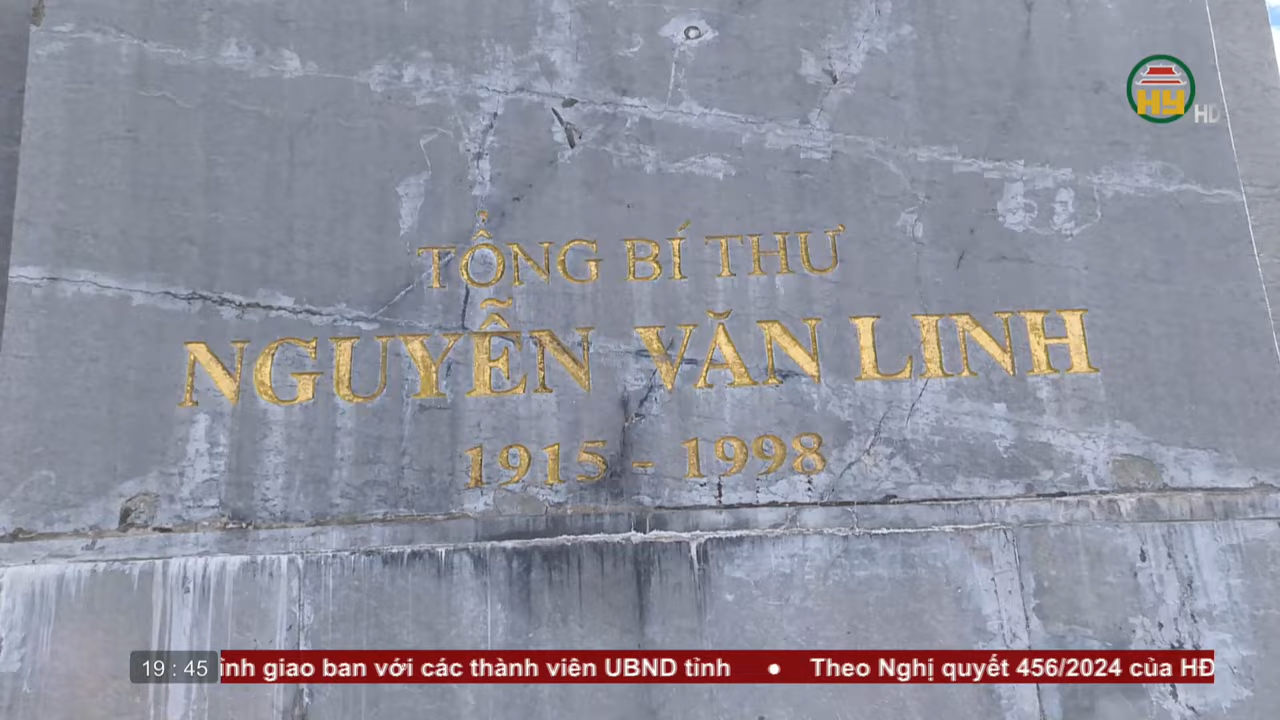 HY HD
TỔNG BÍ THƯ
NGUYỄN VĂN LINH
1915 - 1998
19 : 45
ỉnh giao ban với các thành viên UBND tỉnh • Theo Nghị quyết 456/2024 của HĐ